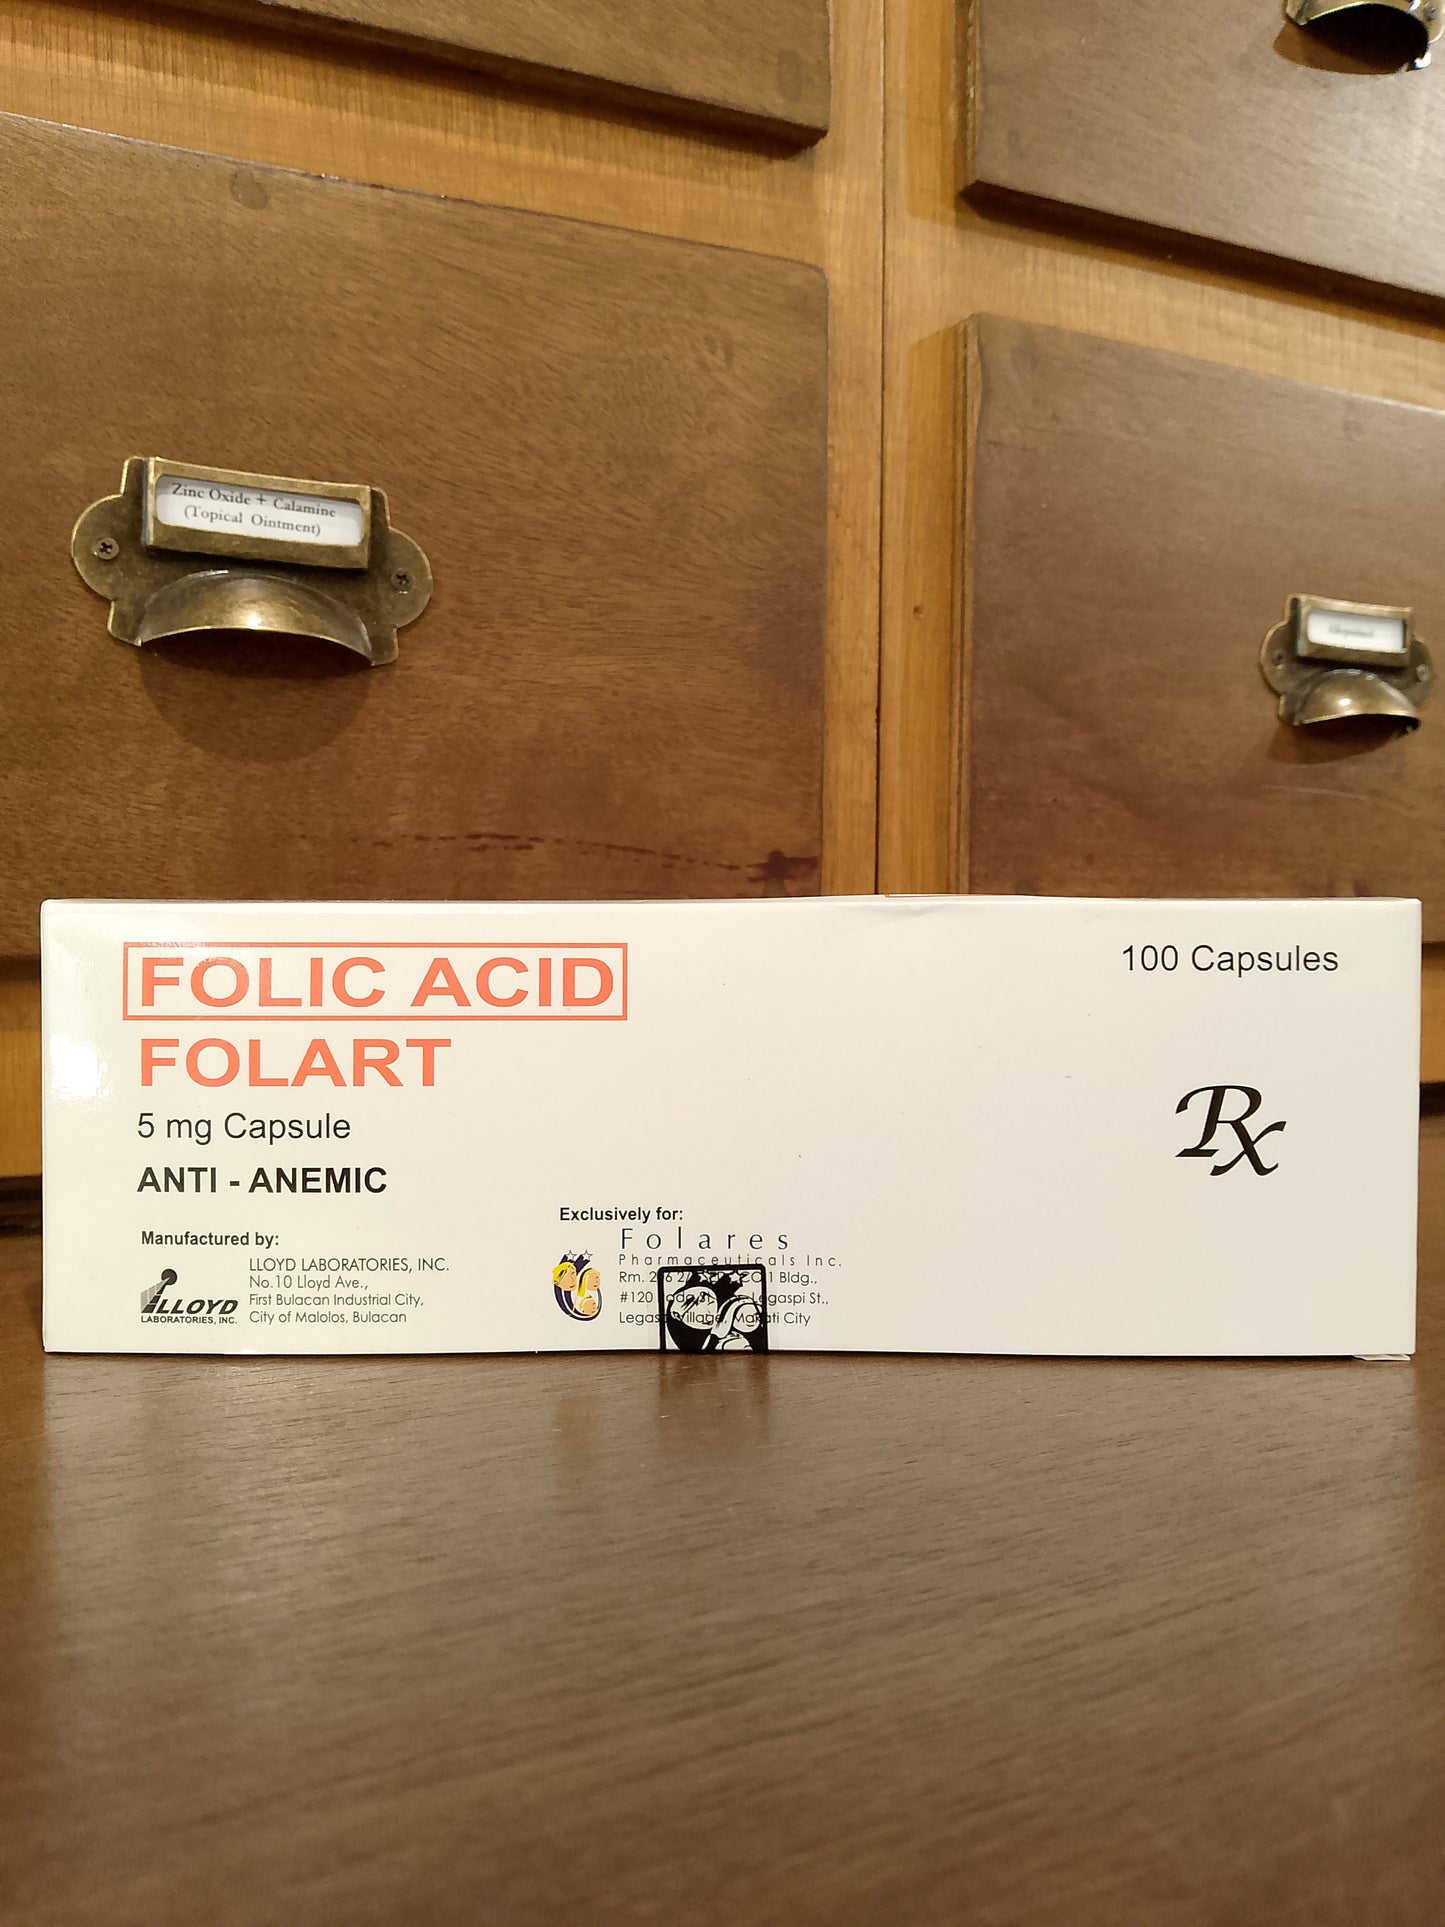 Zinc Oxide + Calamine
(Topical Ointment)
FOLIC ACID
100 Capsules
FOLART
5 mg Capsule
ANTI - ANEMIC
Rx
Manufactured by:
LLOYD LABORATORIES, INC.
No.10 Lloyd Ave.,
First Bulacan Industrial City,
City of Malolos, Bulacan
LLOYD
LABORATORIES, INC.
Exclusively for:
Folares
Pharmaceuticals Inc.
Rm. Bldg.,
#120 Legaspi St.,
Village, Makati City